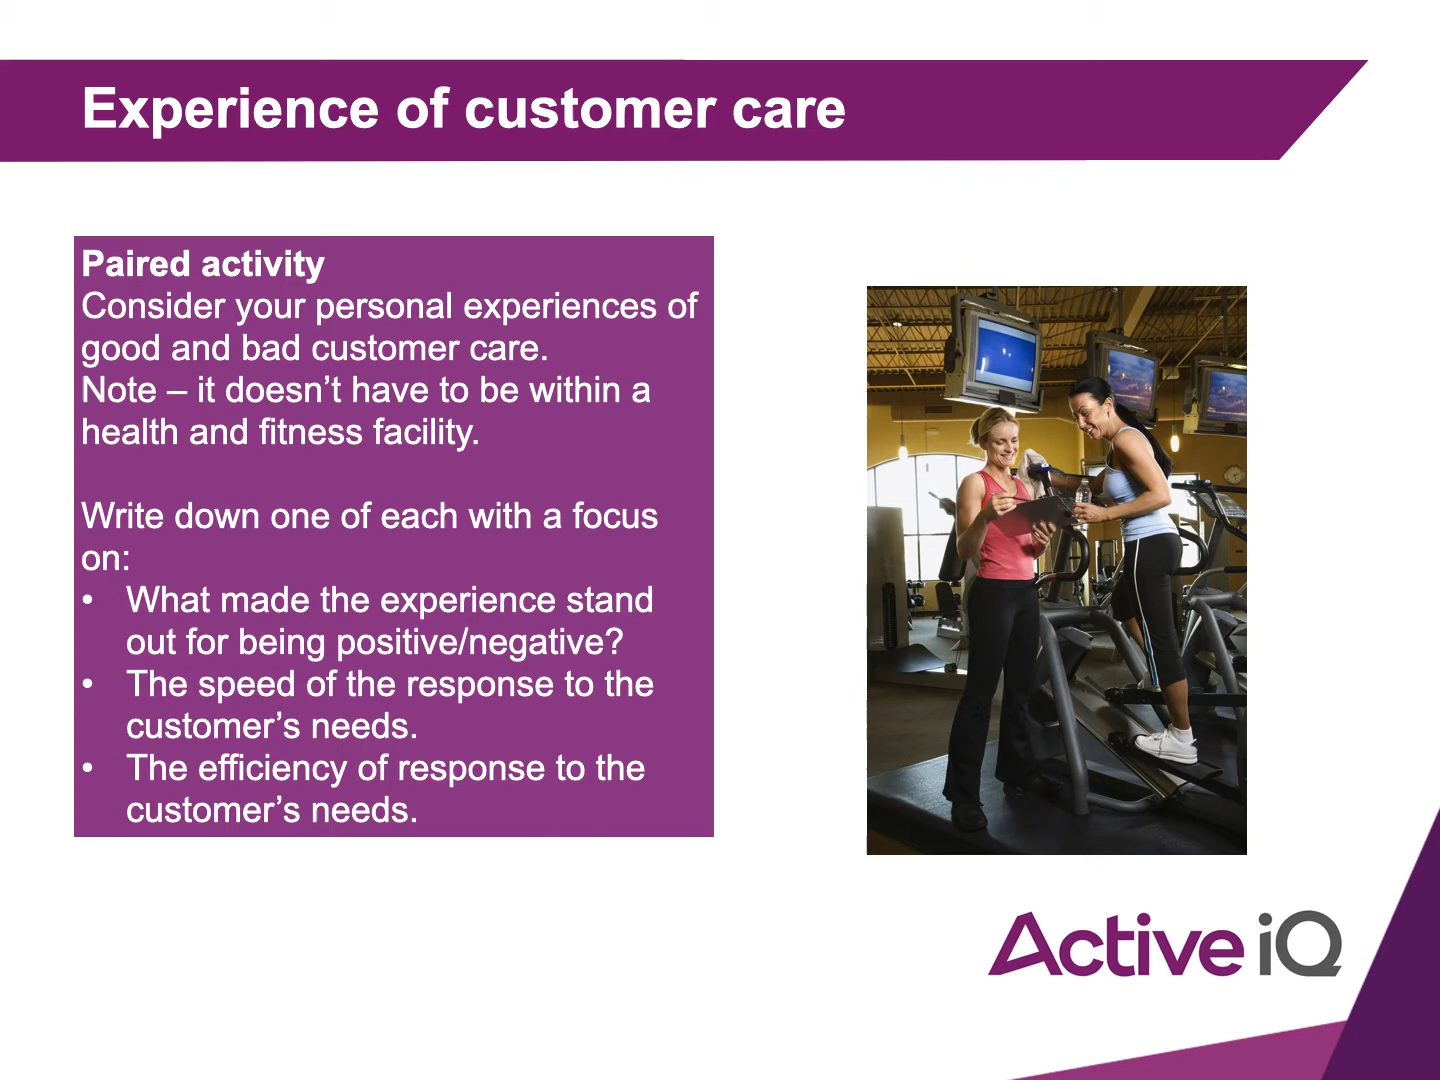 Experience of customer care
Paired activity
Consider your personal experiences of
good and bad customer care.
Note – it doesn’t have to be within a
health and fitness facility.
Write down one of each with a focus
on:
• What made the experience stand
out for being positive/negative?
• The speed of the response to the
customer’s needs.
• The efficiency of response to the
customer’s needs.
Active iQ